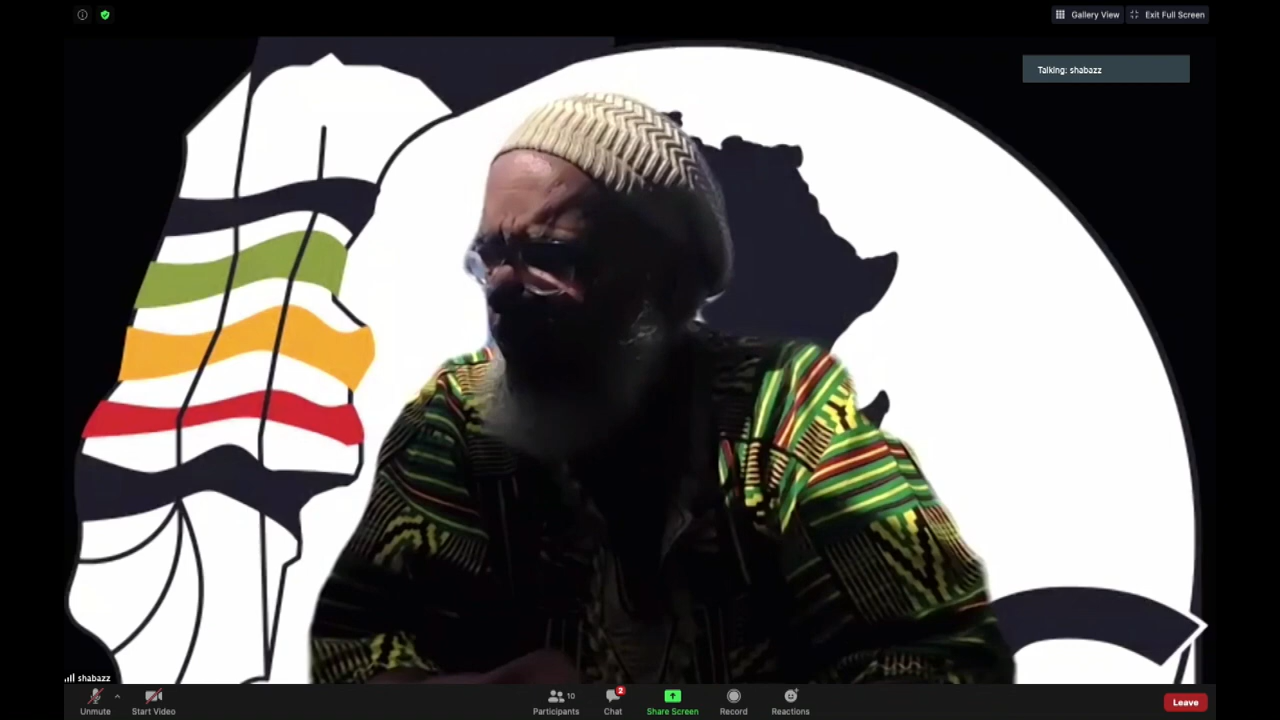 Gallery View
Exit Full Screen
Talking: shabazz
shabazz
Unmute
Start Video
Participants
10
Chat
2
Share Screen
Record
Reactions
Leave